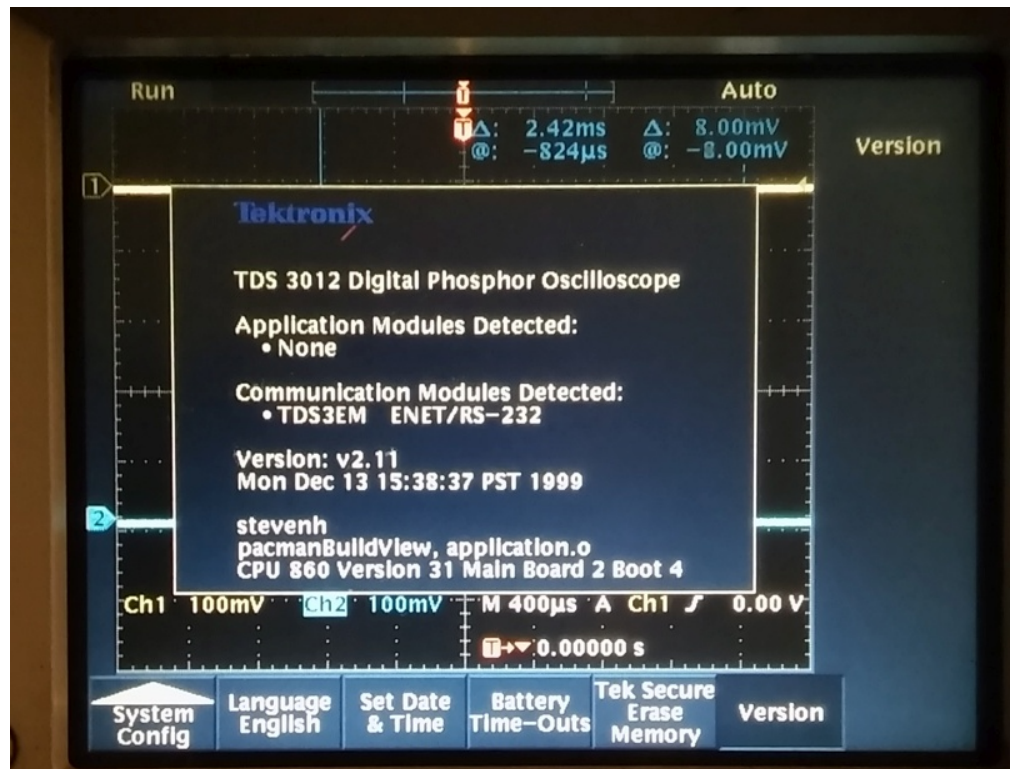 Run
Auto
T
T
Δ: 2.42ms Δ: 8.00mV
@: −824μs @: −8.00mV
Version
1
Tektronix
TDS 3012 Digital Phosphor Oscilloscope
Application Modules Detected:
• None
Communication Modules Detected:
• TDS3EM ENET/RS−232
Version: v2.11
Mon Dec 13 15:38:37 PST 1999
2
stevenh
pacmanBuildView, application.o
CPU 860 Version 31 Main Board 2 Boot 4
Ch1 100mV Ch2 100mV M 400μs A Ch1 0.00 V
T→▼ 0.00000 s
System
Config
Language
English
Set Date
& Time
Battery
Time−Outs
Tek Secure
Erase
Memory
Version